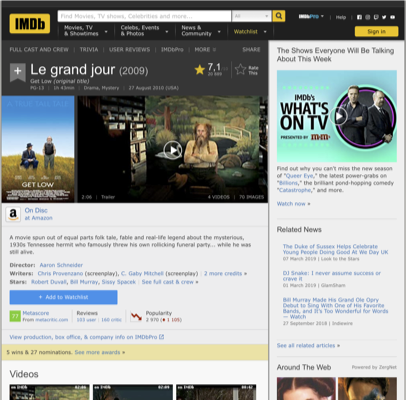 IMDb
Find Movies, TV shows, Celebrities and more...
All
IMDbPro
Help
Movies, TV
& Showtimes
Celebs, Events
& Photos
News &
Community
Watchlist
Sign in
FULL CAST AND CREW | TRIVIA | USER REVIEWS | IMDbPro | MORE
SHARE
Le grand jour (2009)
Get Low (original title)
PG-13 | 1h 43min | Drama, Mystery | 27 August 2010 (USA)
7,1
Rate
This
GET LOW
2:06 | Trailer
4 VIDEOS | 70 IMAGES
On Disc
at Amazon
A movie spun out of equal parts folk tale, fable and real-life legend about the mysterious,
1930s Tennessee hermit who famously threw his own rollicking funeral party... while he was
still alive.
Director: Aaron Schneider
Writers: Chris Provenzano (screenplay), C. Gaby Mitchell (screenplay) | 2 more credits »
Stars: Robert Duvall, Bill Murray, Sissy Spacek | See full cast & crew »
+ Add to Watchlist
77
Metascore
From metacritic.com
Reviews
103 user | 160 critic
Popularity
2 970 (1 105)
View production, box office, & company info on IMDbPro
5 wins & 27 nominations. See more awards »
Videos
The Shows Everyone Will Be Talking
About This Week
IMDb's
WHAT'S
ON TV
PRESENTED BY m&m's
Find out why you can't miss the new season
of "Queer Eye," the latest power-grabs on
"Billions," the brilliant pond-hopping comedy
"Catastrophe," and more.
Watch now »
Related News
The Duke of Sussex Helps Celebrate
Young People Doing Good At We Day UK
07 March 2019 | Look to the Stars
DJ Snake: I never assume success or crave
it
01 March 2019 | GlamSham
Bill Murray Made His Grand Ole Opry
Debut to Sing With One of His Favorite
Bands, and It's Too Wonderful for Words
— Watch
27 September 2018 | Indiewire
See all related articles »
Around The Web
Powered by ZergNet